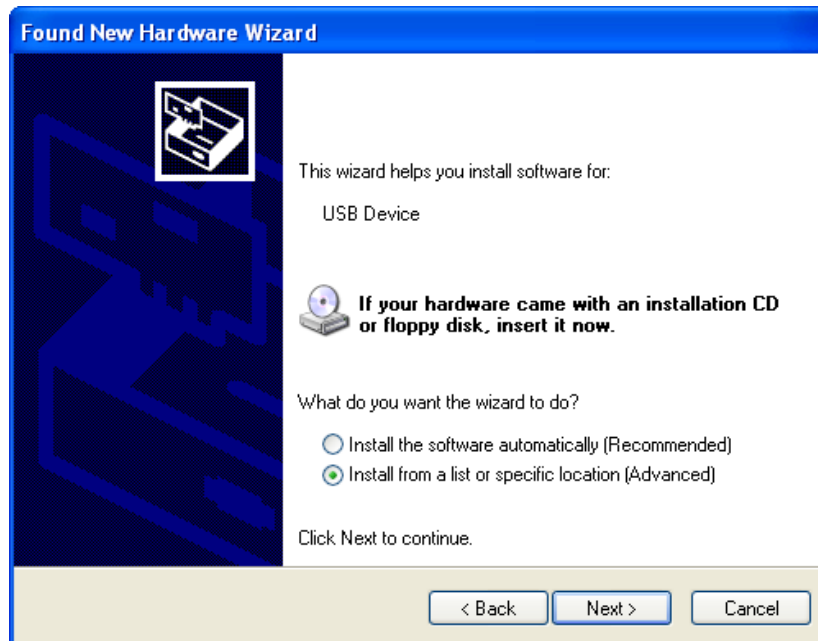 Found New Hardware Wizard
This wizard helps you install software for:
USB Device
If your hardware came with an installation CD
or floppy disk, insert it now.
What do you want the wizard to do?
Install the software automatically (Recommended)
Install from a list or specific location (Advanced)
Click Next to continue.
< Back
Next >
Cancel